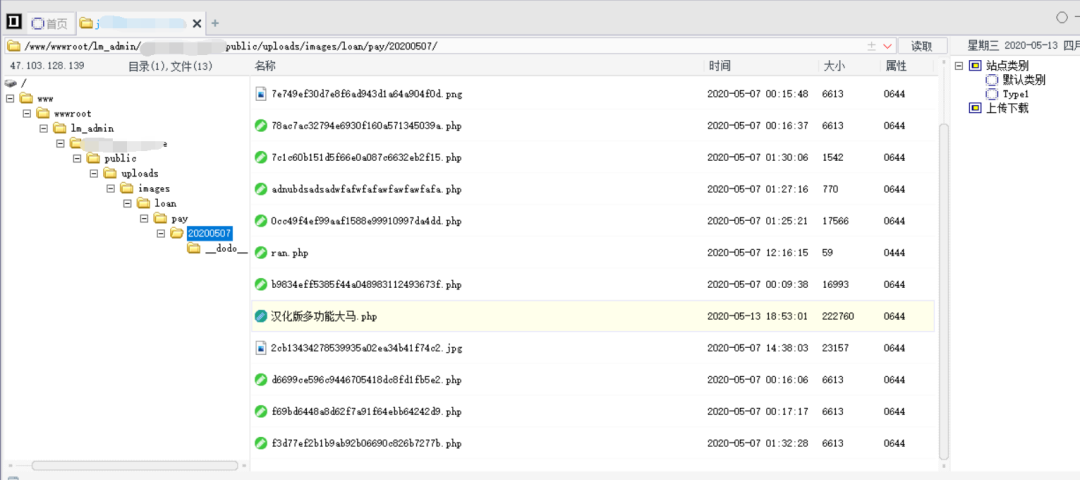 首页
/www/wwwroot/lm_admin/ public/uploads/images/loan/pay/20200507/
读取
星期三 2020-05-13 四月
47.103.128.139 目录(1),文件(13) 名称 时间 大小 属性
/
www
wwwroot
lm_admin
e
public
uploads
images
loan
pay
20200507
__dodo__
7e749ef30d7e8f6ad943d1a64a904f0d.png 2020-05-07 00:15:48 6613 0644
78ac7ac32794e6930f160a571345039a.php 2020-05-07 00:16:37 6613 0644
7c1c60b151d5f66e0a087c6632eb2f15.php 2020-05-07 01:30:06 1542 0644
adnubdsadsadwfafwfafawfawfawfafa.php 2020-05-07 01:27:16 770 0644
0cc49f4ef99aaf1588e99910997da4dd.php 2020-05-07 01:25:21 17566 0644
ran.php 2020-05-07 12:16:15 59 0444
b9834eff5385f44a048983112493673f.php 2020-05-07 00:09:38 16993 0644
汉化版多功能大马.php 2020-05-13 18:53:01 222760 0644
2cb13434278539935a02ea34b41f74c2.jpg 2020-05-07 14:38:03 23157 0644
d6699ce596c9446705418dc8fd1fb5e2.php 2020-05-07 00:16:06 6613 0644
f69bd6448a8d62f7a91f64ebb64242d9.php 2020-05-07 00:17:17 6613 0644
f3d77ef2b1b9ab92b06690c826b7277b.php 2020-05-07 01:32:28 6613 0644
站点类别
默认类别
Type1
上传下载